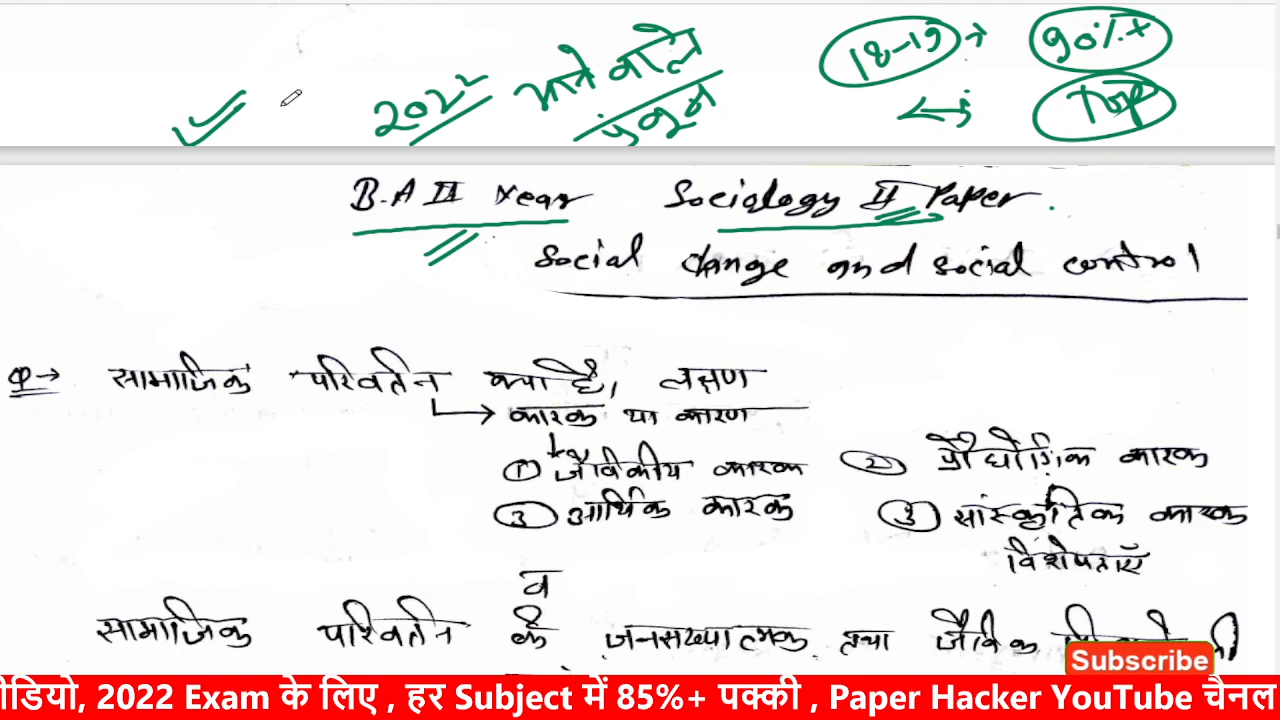 2022 आने वाले 18-19 → 90%+
Top
B.A II Year Sociology II Paper.
Social change and social control
Q → सामाजिक परिवर्तन क्या है, लक्षण
→ कारक या कारण
① जैविकीय कारक ② प्रौद्योगिक कारक
③ आर्थिक कारक सांस्कृतिक कारक
विशेषताएँ
व
सामाजिक परिवर्तन के जनसंख्यात्मक तथा जैविक
Subscribe
ीडियो, 2022 Exam के लिए , हर Subject में 85%+ पक्की , Paper Hacker YouTube चैनल